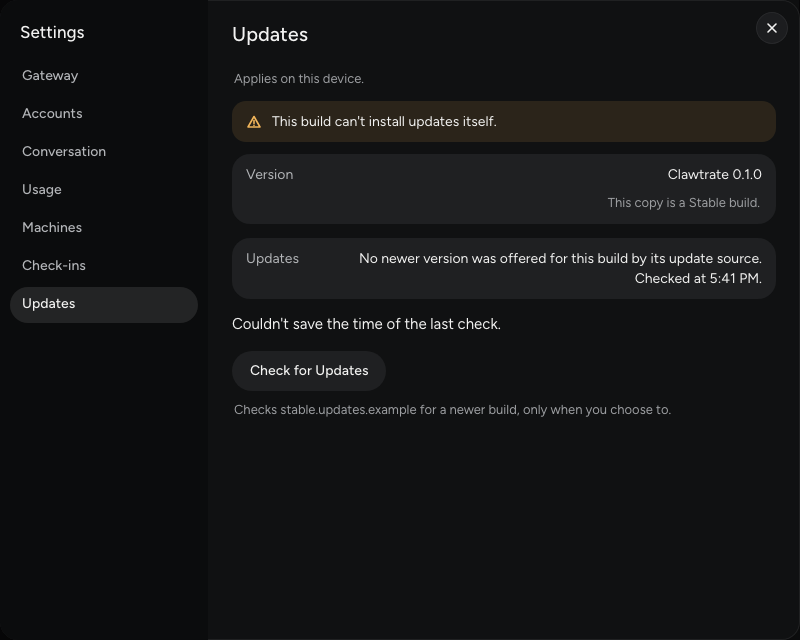 Settings
Gateway
Accounts
Conversation
Usage
Machines
Check-ins
Updates
Updates
Applies on this device.
This build can't install updates itself.
Version
Clawtrate 0.1.0
This copy is a Stable build.
Updates
No newer version was offered for this build by its update source.
Checked at 5:41 PM.
Couldn't save the time of the last check.
Check for Updates
Checks stable.updates.example for a newer build, only when you choose to.